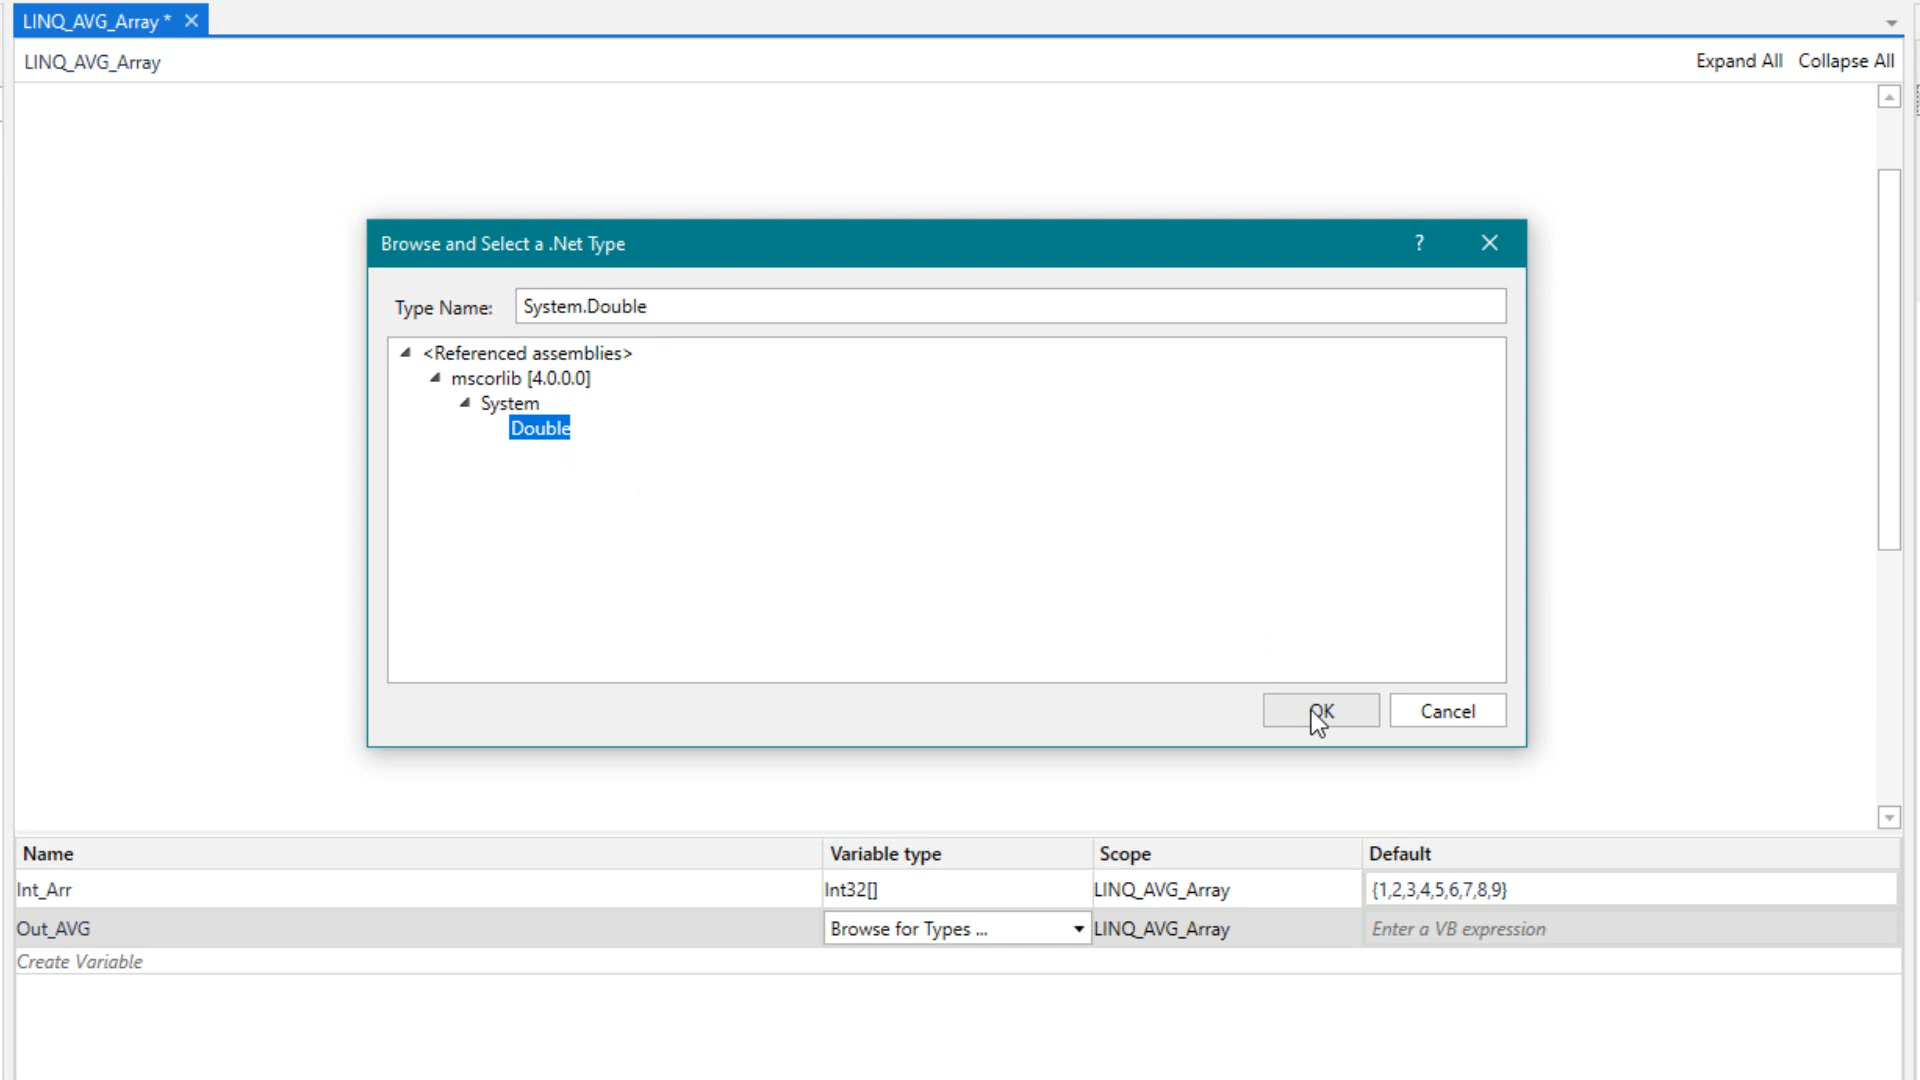 LINQ_AVG_Array *
LINQ_AVG_Array
Expand All Collapse All
Browse and Select a .Net Type
?
Type Name: System.Double
<Referenced assemblies>
mscorlib [4.0.0.0]
System
Double
OK Cancel
Name Variable type Scope Default
Int_Arr Int32[] LINQ_AVG_Array {1,2,3,4,5,6,7,8,9}
Out_AVG Browse for Types ... LINQ_AVG_Array Enter a VB expression
Create Variable